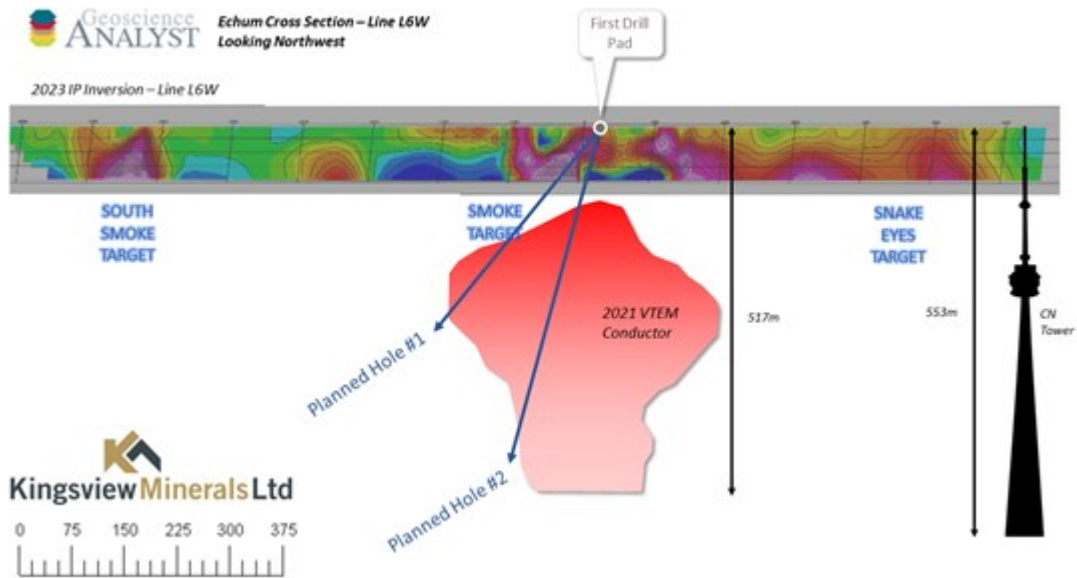 Geoscience
ANALYST
Echum Cross Section – Line L6W
Looking Northwest
First Drill
Pad
2023 IP Inversion – Line L6W
SOUTH
SMOKE
TARGET
SMOKE
TARGET
SNAKE
EYES
TARGET
2021 VTEM
Conductor
517m
553m
CN
Tower
Planned Hole #1
Planned Hole #2
Kingsview Minerals Ltd
0 75 150 225 300 375